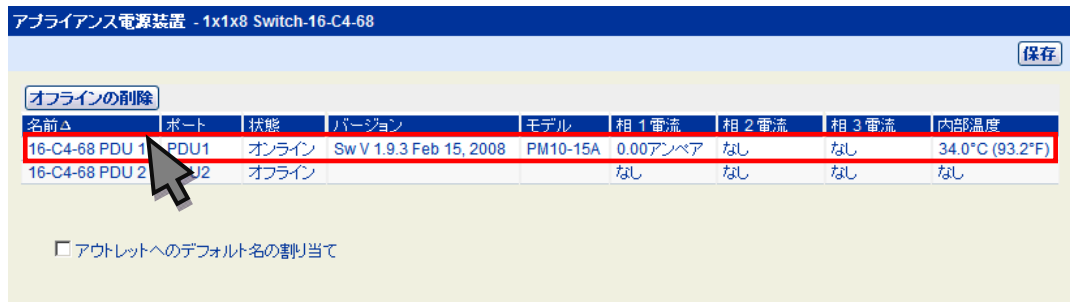 アプライアンス電源装置 - 1x1x8 Switch-16-C4-68
保存
オフラインの削除
名前△ ポート 状態 バージョン モデル 相 1 電流 相 2 電流 相 3 電流 内部温度
16-C4-68 PDU 1 PDU1 オンライン Sw V 1.9.3 Feb 15, 2008 PM10-15A 0.00アンペア なし なし 34.0°C (93.2°F)
16-C4-68 PDU 2 オフライン なし なし なし なし
アウトレットへのデフォルト名の割り当て